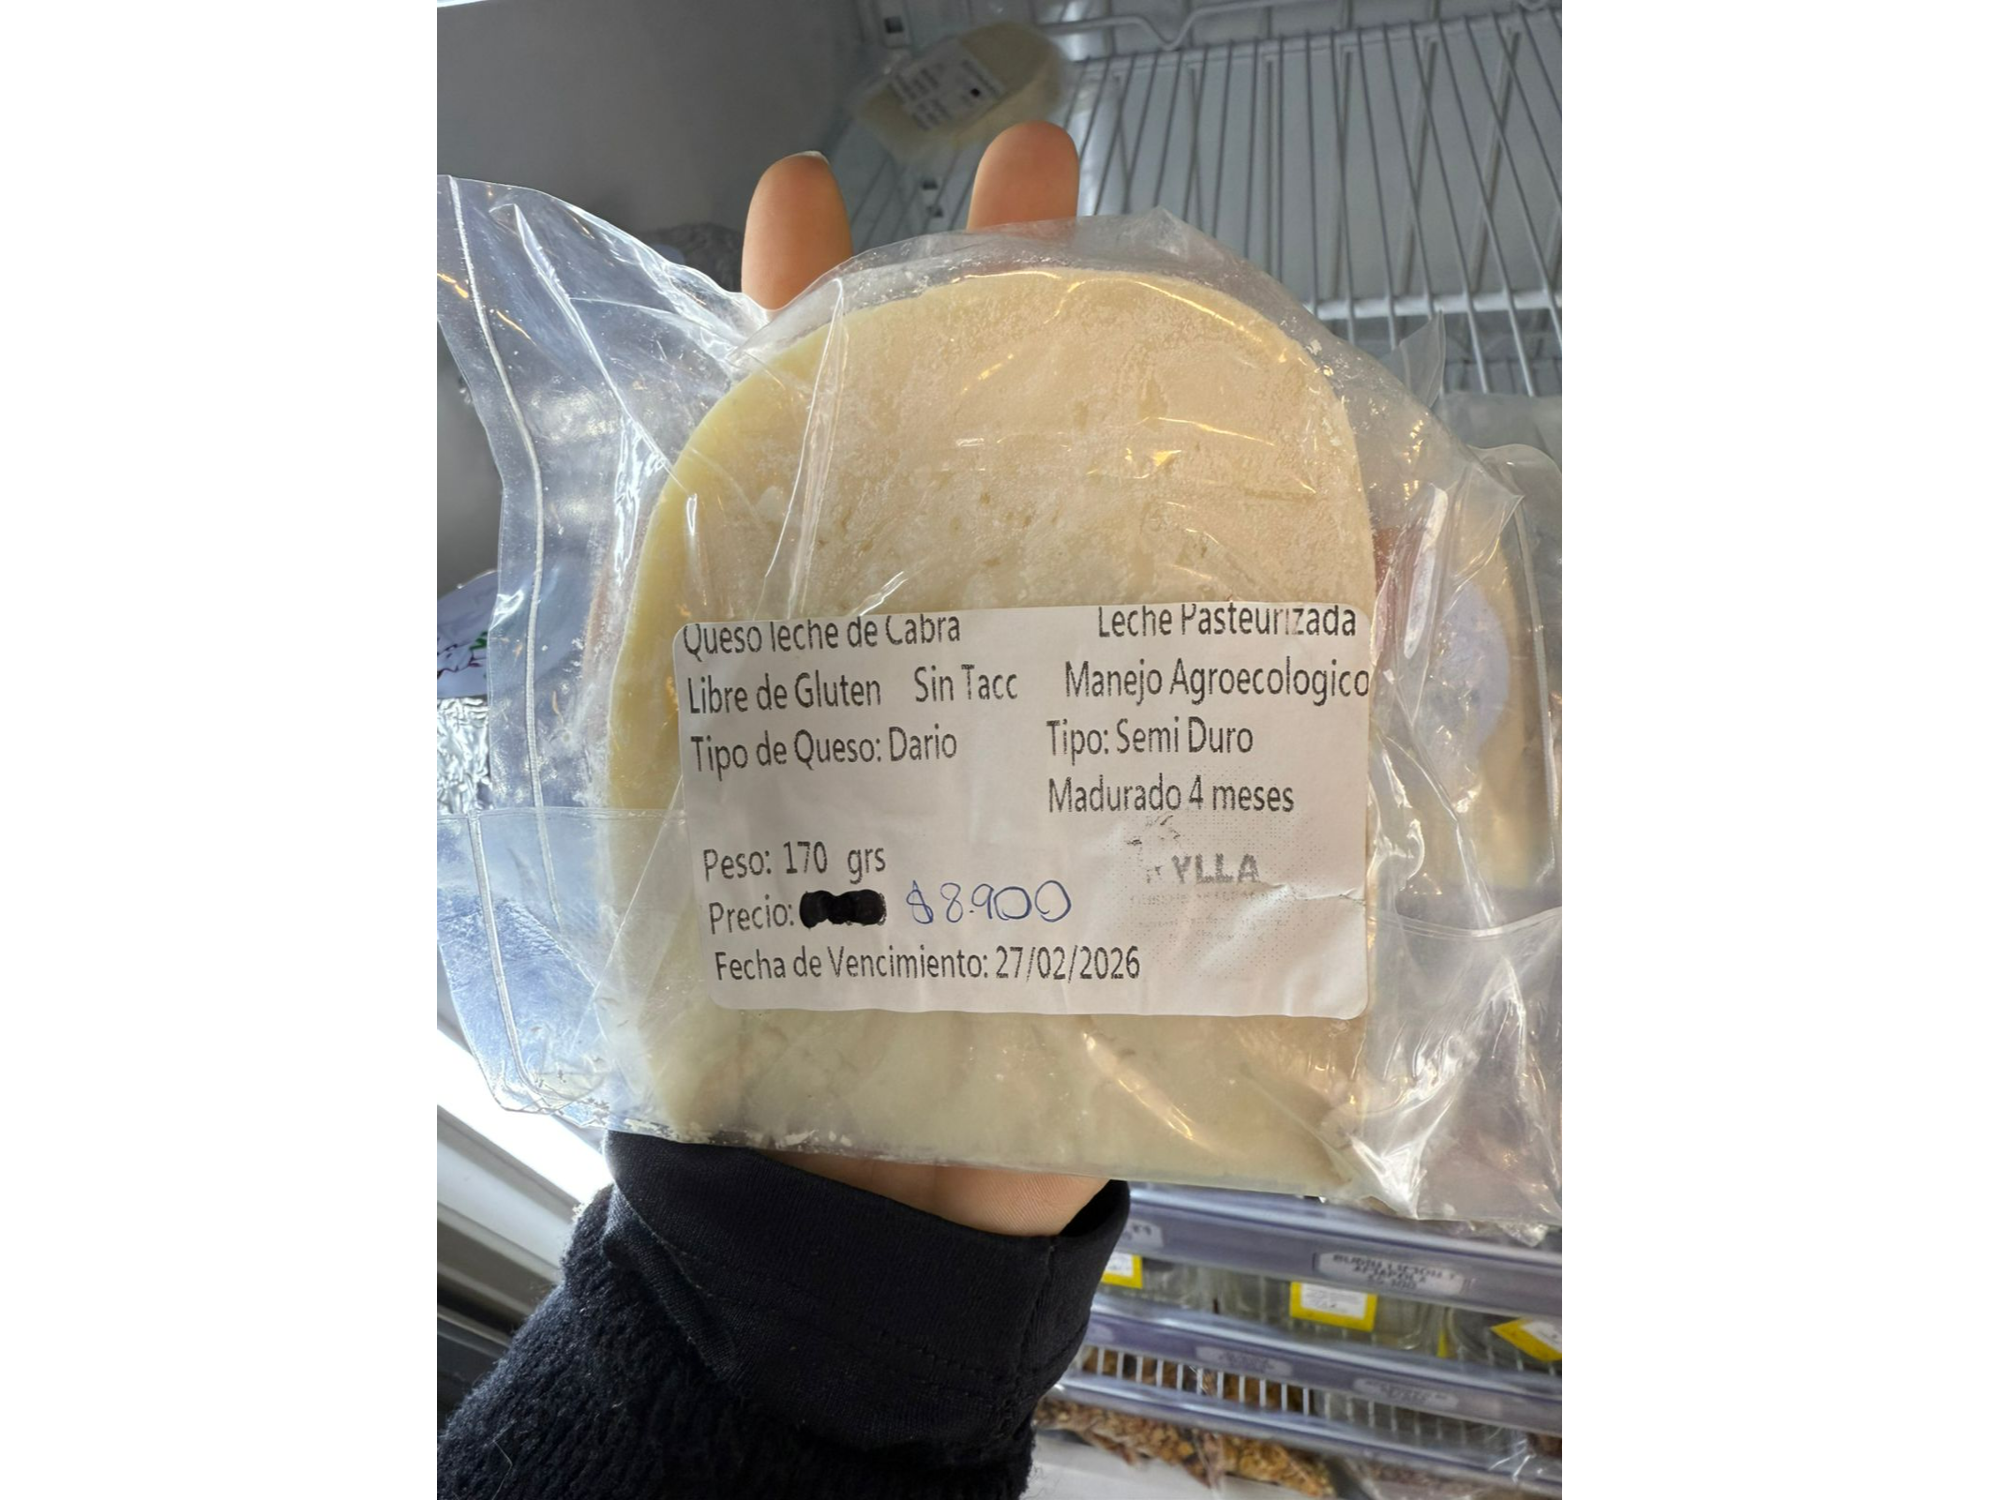 Queso leche de Cabra Leche Pasteurizada
Libre de Gluten Sin Tacc Manejo Agroecologico
Tipo de Queso: Dario Tipo: Semi Duro
Madurado 4 meses
Peso: 170 grs
YLLA
Precio: $8.900
Fecha de Vencimiento: 27/02/2026